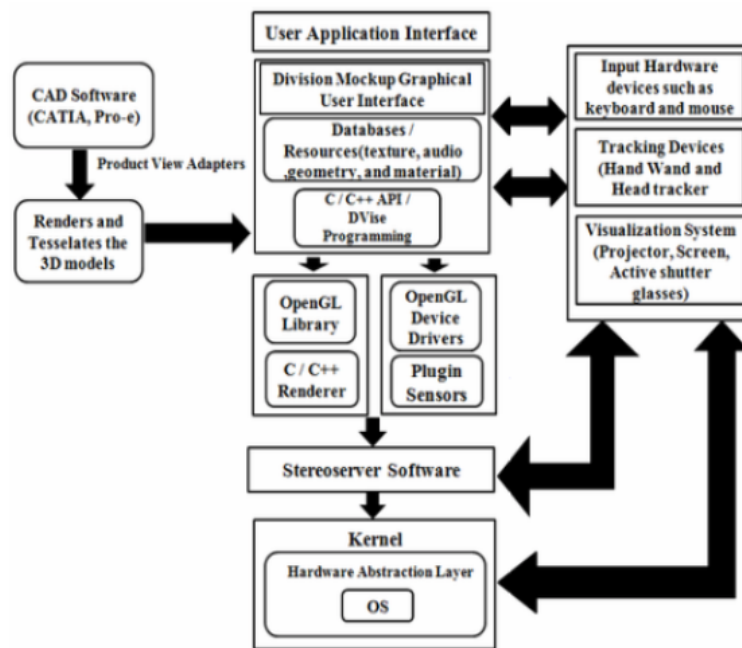 User Application Interface
CAD Software
(CATIA, Pro-e)
Product View Adapters
Renders and
Tesselates the
3D models
Division Mockup Graphical
User Interface
Databases /
Resources(texture, audio
,geometry, and material)
C / C++ API /
DVise
Programming
OpenGL
Library
C / C++
Renderer
OpenGL
Device
Drivers
Plugin
Sensors
Stereoserver Software
Kernel
Hardware Abstraction Layer
OS
Input Hardware
devices such as
keyboard and mouse
Tracking Devices
(Hand Wand and
Head tracker
Visualization System
(Projector, Screen,
Active shutter
glasses)